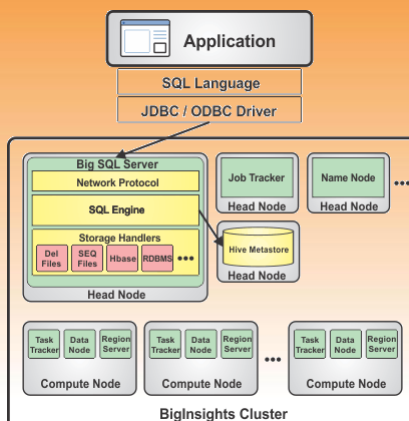 Application
SQL Language
JDBC / ODBC Driver
Big SQL Server
Network Protocol
SQL Engine
Storage Handlers
Del
Files
SEQ
Files
Hbase
RDBMS
•••
Head Node
Job Tracker
Head Node
Name Node
Head Node
•••
Hive Metastore
Head Node
Task
Tracker
Data
Node
Region
Server
Compute Node
Task
Tracker
Data
Node
Region
Server
Compute Node
•••
Task
Tracker
Data
Node
Region
Server
Compute Node
BigInsights Cluster